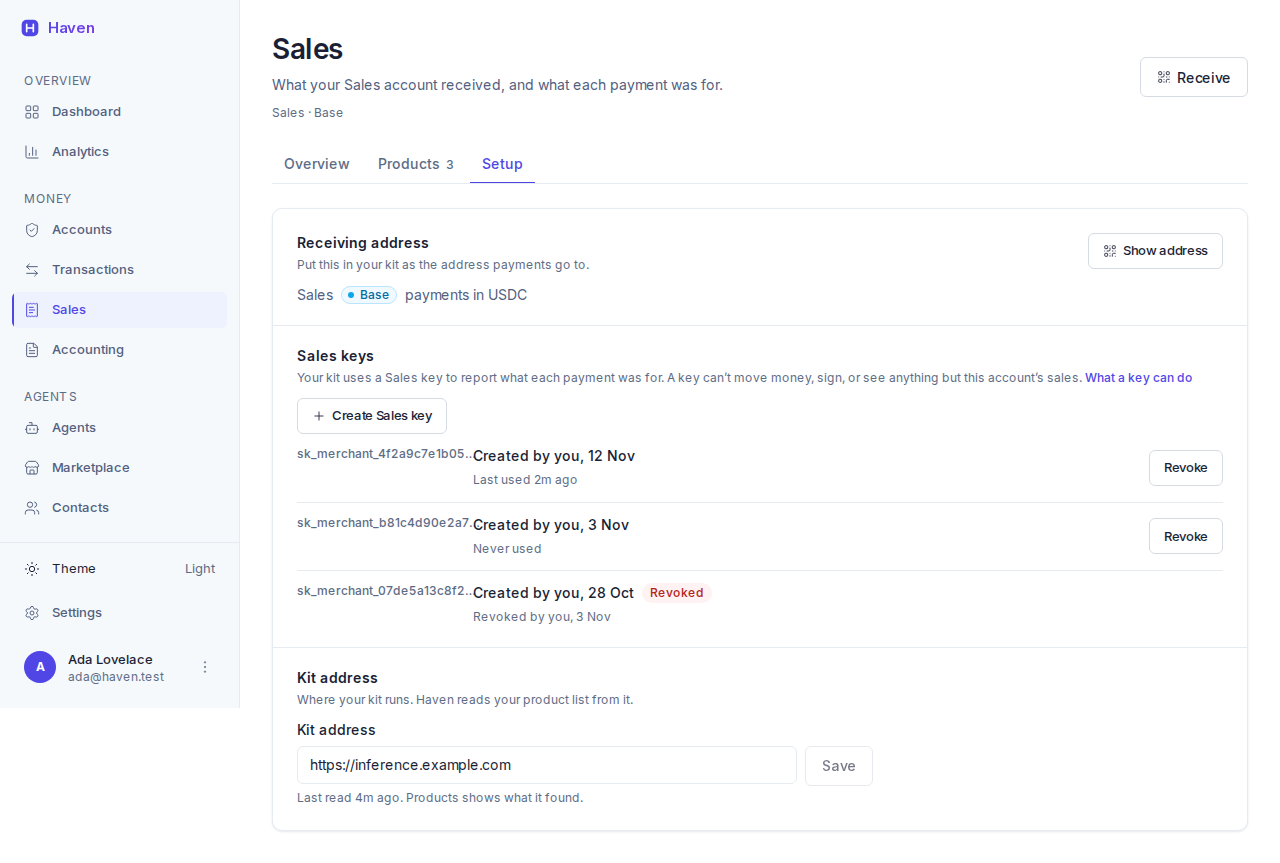 Haven
OVERVIEW
Dashboard
Analytics
MONEY
Accounts
Transactions
Sales
Accounting
AGENTS
Agents
Marketplace
Contacts
Theme Light
Settings
A
Ada Lovelace
ada@haven.test
Sales
What your Sales account received, and what each payment was for.
Sales · Base
Receive
Overview Products 3 Setup
Receiving address
Put this in your kit as the address payments go to.
Show address
Sales Base payments in USDC
Sales keys
Your kit uses a Sales key to report what each payment was for. A key can’t move money, sign, or see anything but this account’s sales. What a key can do
Create Sales key
sk_merchant_4f2a9c7e1b05… Created by you, 12 Nov
Last used 2m ago
Revoke
sk_merchant_b81c4d90e2a7… Created by you, 3 Nov
Never used
Revoke
sk_merchant_07de5a13c8f2… Created by you, 28 Oct Revoked
Revoked by you, 3 Nov
Kit address
Where your kit runs. Haven reads your product list from it.
Kit address
https://inference.example.com Save
Last read 4m ago. Products shows what it found.